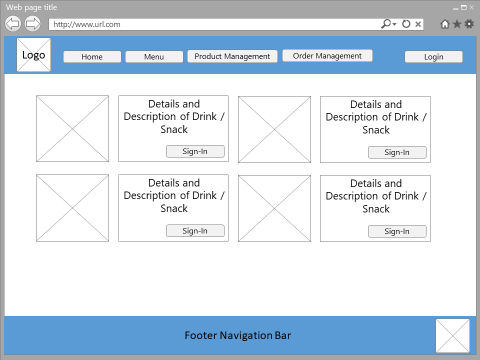 Web page title
http://www.url.com
Logo
Home
Menu
Product Management
Order Management
Login
Details and
Description of Drink /
Snack
Sign-In
Details and
Description of Drink /
Snack
Sign-In
Details and
Description of Drink /
Snack
Sign-In
Details and
Description of Drink /
Snack
Sign-In
Footer Navigation Bar